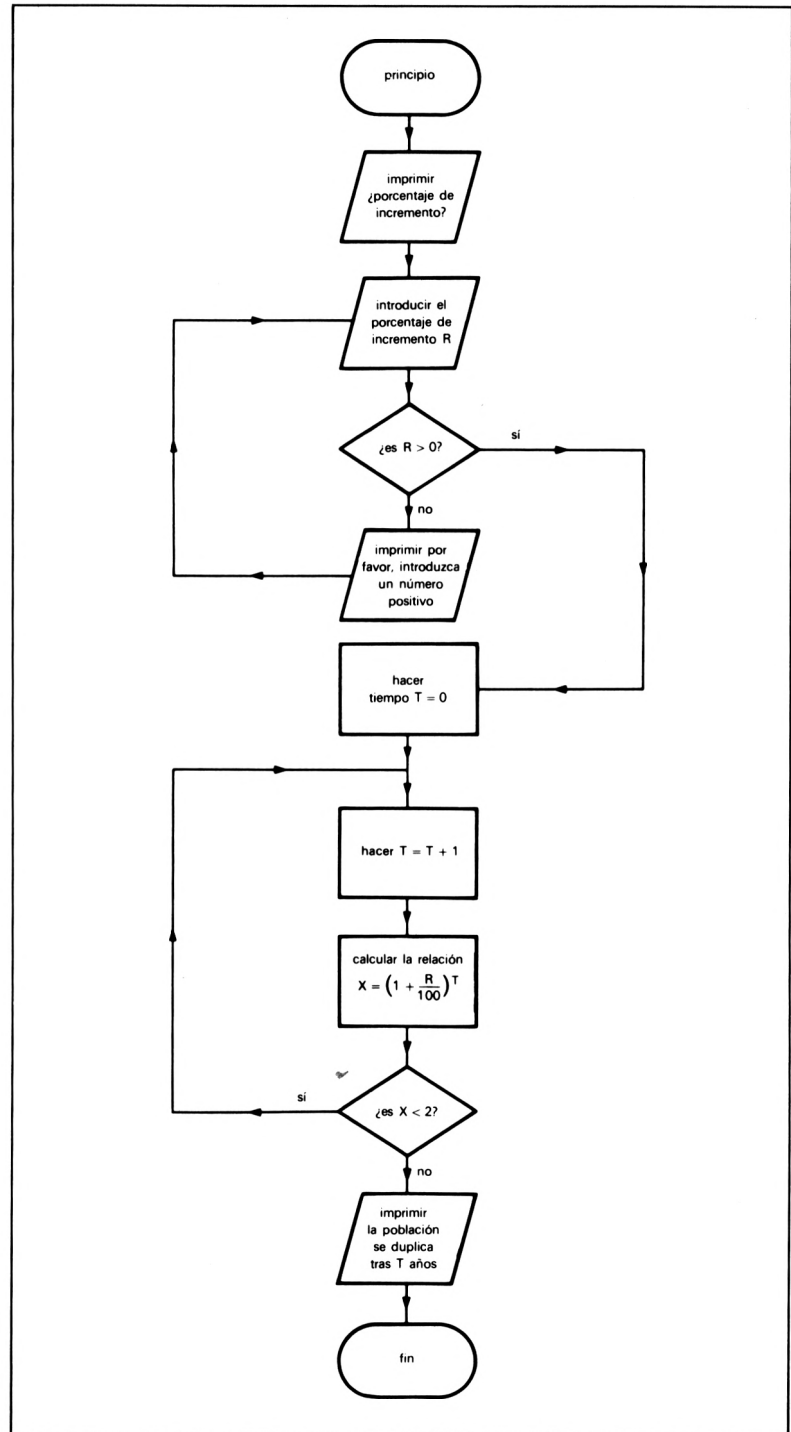 principio
imprimir
¿porcentaje de
incremento?
introducir el
porcentaje de
incremento R
¿es R > 0?
sí
no
imprimir por
favor, introduzca
un número
positivo
hacer
tiempo T = 0
hacer T = T + 1
calcular la relación
X = (1 + R/100)^T
¿es X < 2?
sí
no
imprimir
la población
se duplica
tras T años
fin